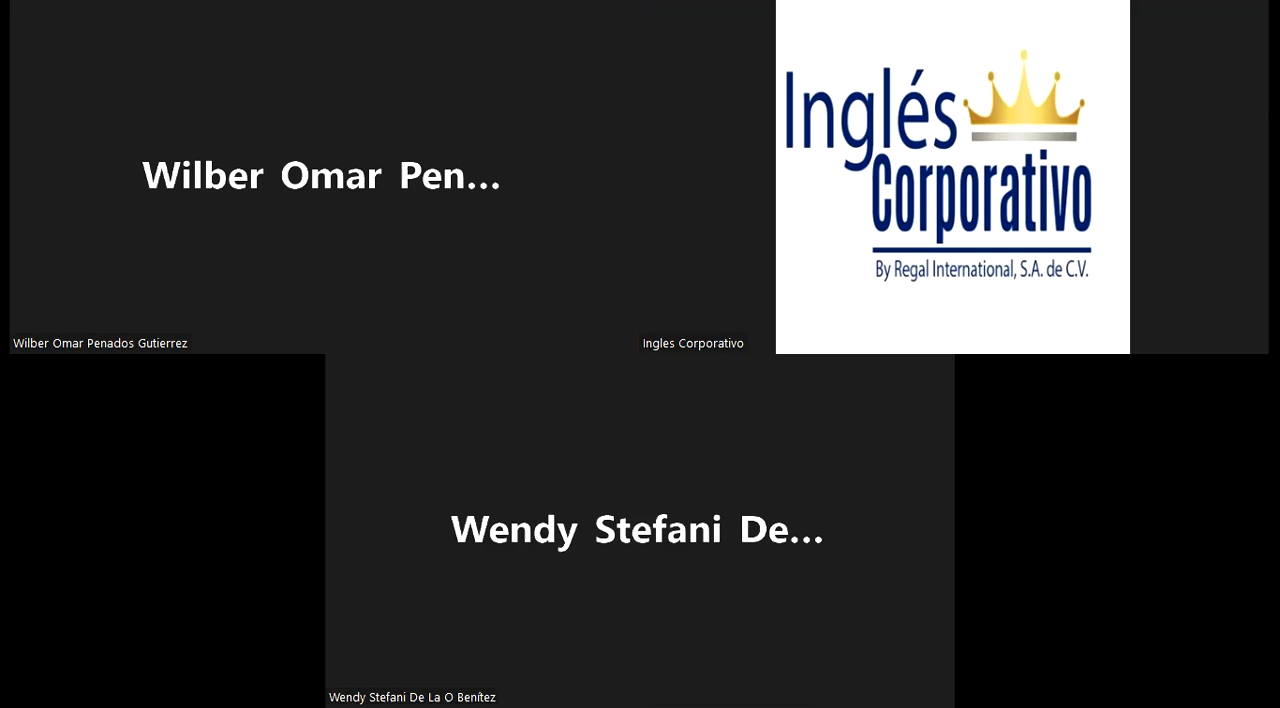 Wilber Omar Pen...
Wilber Omar Penados Gutierrez
Inglés
Corporativo
By Regal International, S.A. de C.V.
Ingles Corporativo
Wendy Stefani De...
Wendy Stefani De La O Benítez